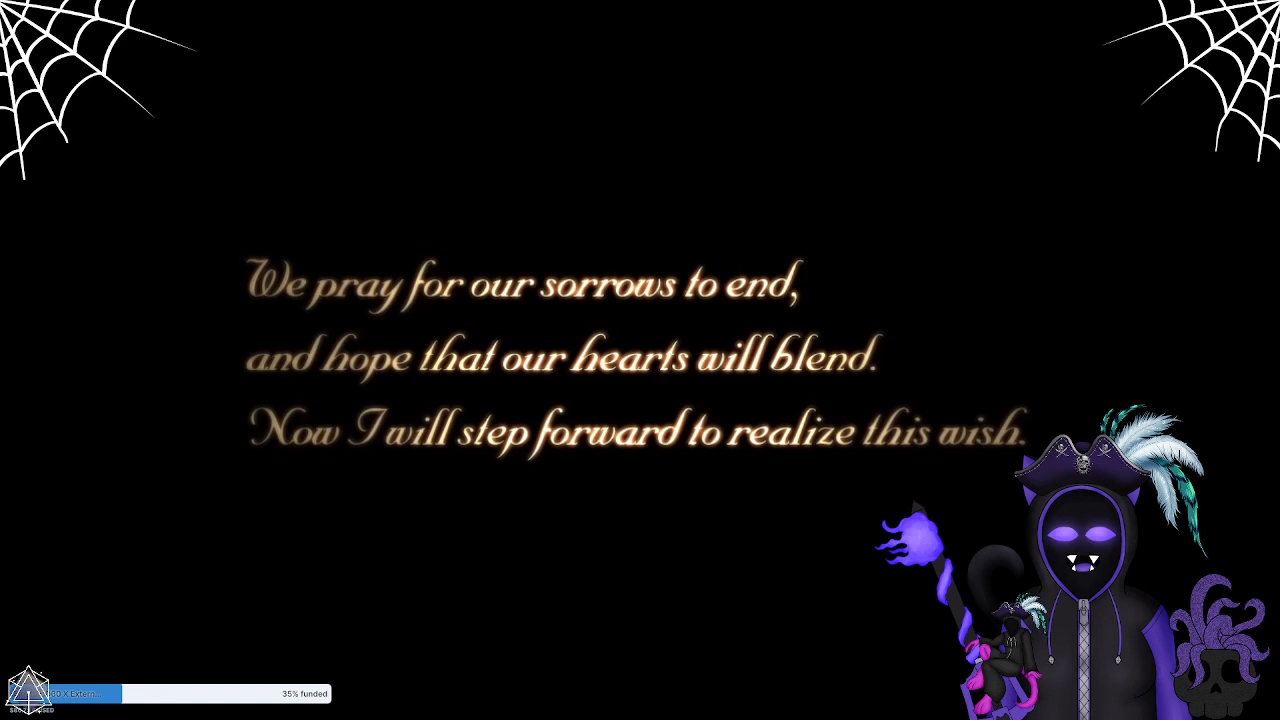 We pray for our sorrows to end,
and hope that our hearts will blend.
Now I will step forward to realize this wish.
35% funded